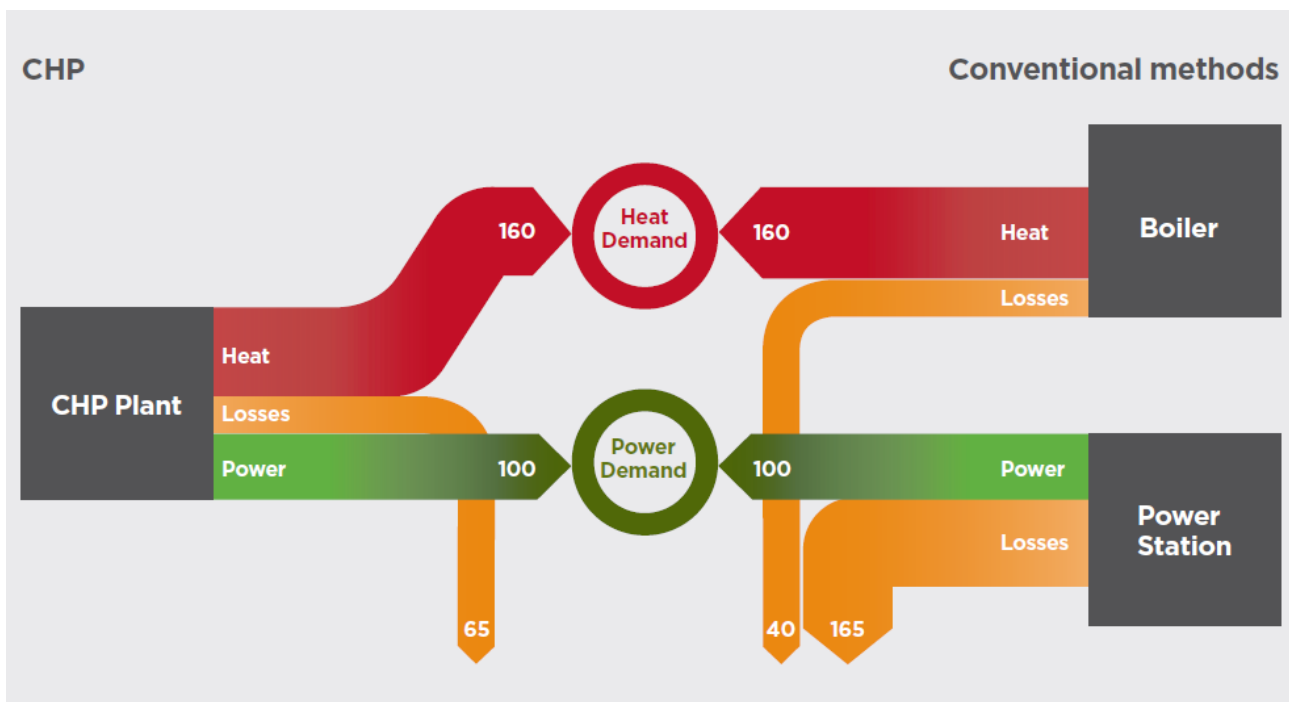 CHP
Conventional methods
160
Heat
Demand
160
Heat
Boiler
Losses
Heat
CHP Plant
Losses
Power
100
Power
Demand
100
Power
Losses
Power
Station
65
40
165